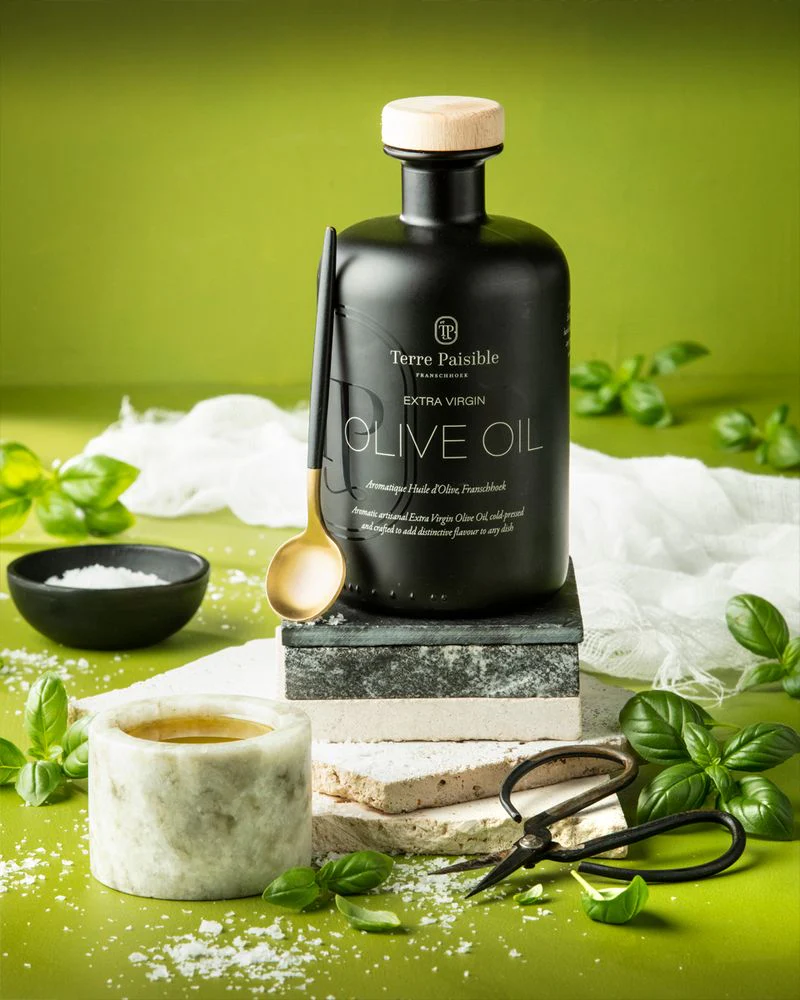 TP
Terre Paisible
FRANSCHHOEK
EXTRA VIRGIN
OLIVE OIL
Aromatique Huile d'Olive, Franschhoek
Aromatic artisanal Extra Virgin Olive Oil, cold-pressed
and crafted to add distinctive flavour to any dish